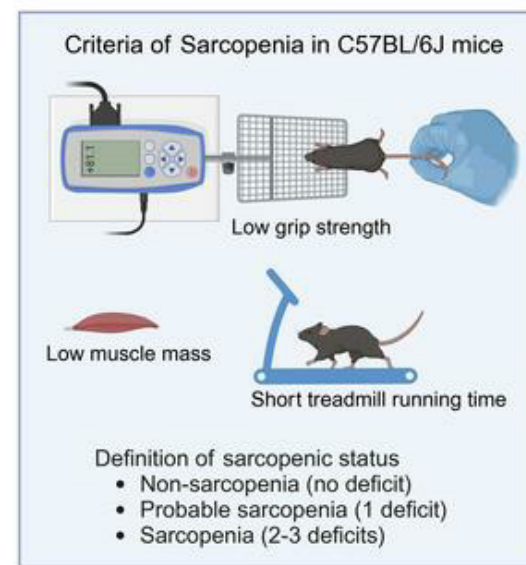 Criteria of Sarcopenia in C57BL/6J mice
+81.1
Low grip strength
Low muscle mass
Short treadmill running time
Definition of sarcopenic status
• Non-sarcopenia (no deficit)
• Probable sarcopenia (1 deficit)
• Sarcopenia (2-3 deficits)